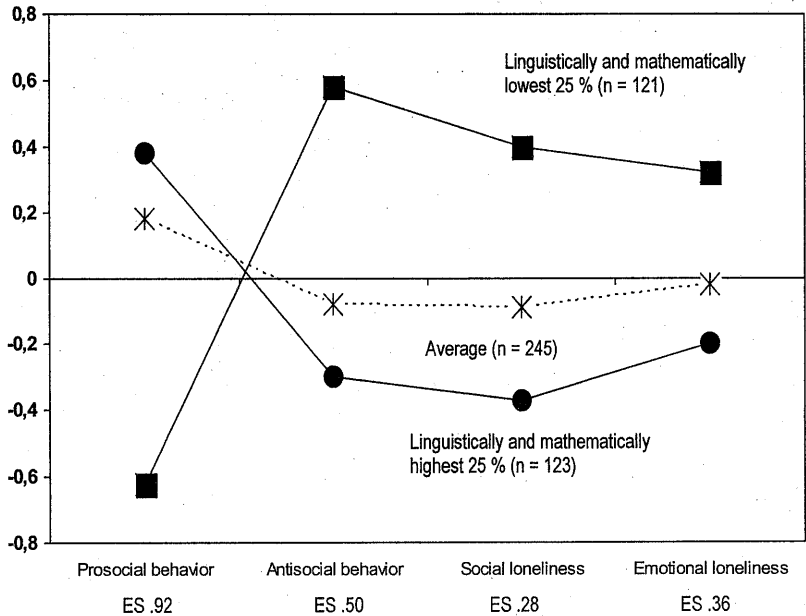 0,8
0,6
0,4
0,2
0
-0,2
-0,4
-0,6
-0,8
Linguistically and mathematically
lowest 25 % (n = 121)
Average (n = 245)
Linguistically and mathematically
highest 25 % (n = 123)
Prosocial behavior Antisocial behavior Social loneliness Emotional loneliness
ES .92 ES .50 ES .28 ES .36